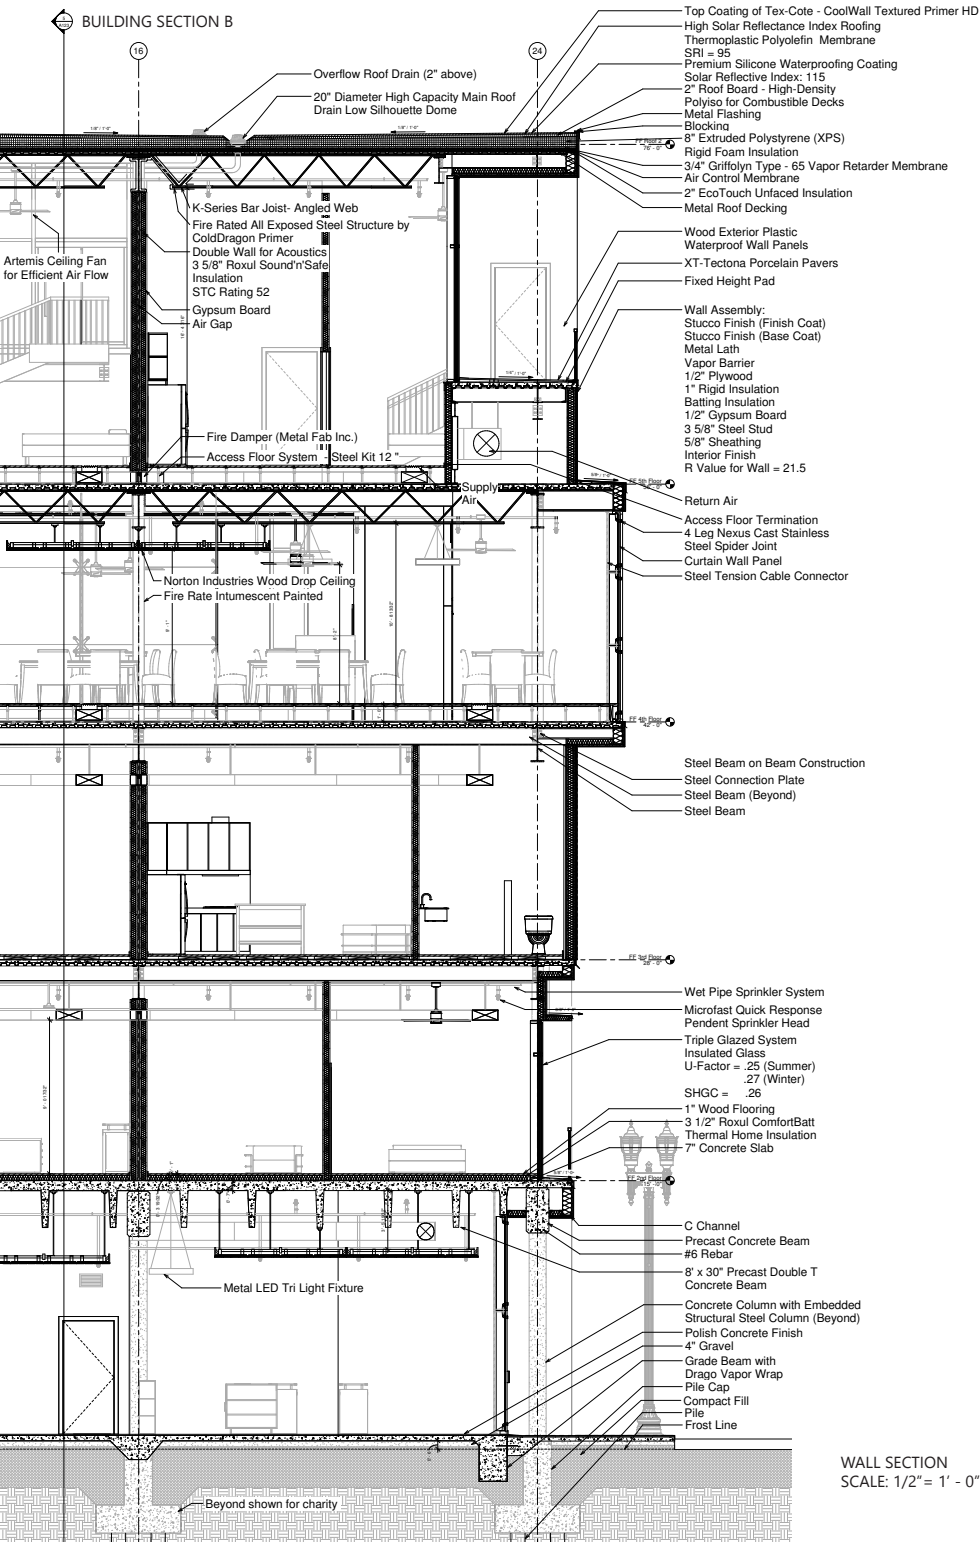 BUILDING SECTION B
16
24
Overflow Roof Drain (2" above)
20" Diameter High Capacity Main Roof
Drain Low Silhouette Dome
Top Coating of Tex-Cote - CoolWall Textured Primer HD
High Solar Reflectance Index Roofing
Thermoplastic Polyolefin Membrane
SRI = 95
Premium Silicone Waterproofing Coating
Solar Reflective Index: 115
2" Roof Board - High-Density
Polyiso for Combustible Decks
Metal Flashing
Blocking
8" Extruded Polystyrene (XPS)
Rigid Foam Insulation
3/4" Griffolyn Type - 65 Vapor Retarder Membrane
Air Control Membrane
2" EcoTouch Unfaced Insulation
Metal Roof Decking
K-Series Bar Joist- Angled Web
Fire Rated All Exposed Steel Structure by
ColdDragon Primer
Double Wall for Acoustics
3 5/8" Roxul Sound'n'Safe
Insulation
STC Rating 52
Gypsum Board
Air Gap
Artemis Ceiling Fan
for Efficient Air Flow
Wood Exterior Plastic
Waterproof Wall Panels
XT-Tectona Porcelain Pavers
Fixed Height Pad
Wall Assembly:
Stucco Finish (Finish Coat)
Stucco Finish (Base Coat)
Metal Lath
Vapor Barrier
1/2" Plywood
1" Rigid Insulation
Batting Insulation
1/2" Gypsum Board
3 5/8" Steel Stud
5/8" Sheathing
Interior Finish
R Value for Wall = 21.5
Fire Damper (Metal Fab Inc.)
Access Floor System - Steel Kit 12 "
Supply
Air
FF 5th Floor
Return Air
Access Floor Termination
4 Leg Nexus Cast Stainless
Steel Spider Joint
Curtain Wall Panel
Steel Tension Cable Connector
Norton Industries Wood Drop Ceiling
Fire Rate Intumescent Painted
FF 4th Floor
42' - 0"
Steel Beam on Beam Construction
Steel Connection Plate
Steel Beam (Beyond)
Steel Beam
FF 3rd Floor
Wet Pipe Sprinkler System
Microfast Quick Response
Pendent Sprinkler Head
Triple Glazed System
Insulated Glass
U-Factor = .25 (Summer)
.27 (Winter)
SHGC = .26
1" Wood Flooring
3 1/2" Roxul ComfortBatt
Thermal Home Insulation
7" Concrete Slab
FF 2nd Floor
C Channel
Precast Concrete Beam
#6 Rebar
8' x 30" Precast Double T
Concrete Beam
Metal LED Tri Light Fixture
Concrete Column with Embedded
Structural Steel Column (Beyond)
Polish Concrete Finish
4" Gravel
Grade Beam with
Drago Vapor Wrap
Pile Cap
Compact Fill
Pile
Frost Line
Beyond shown for charity
WALL SECTION
SCALE: 1/2"= 1' - 0"